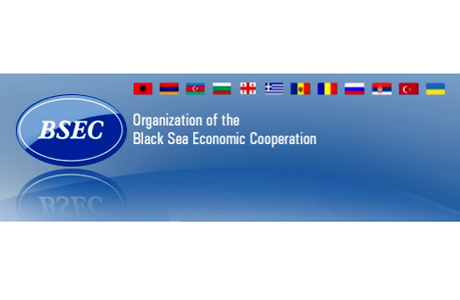 BSEC
Organization of the
Black Sea Economic Cooperation